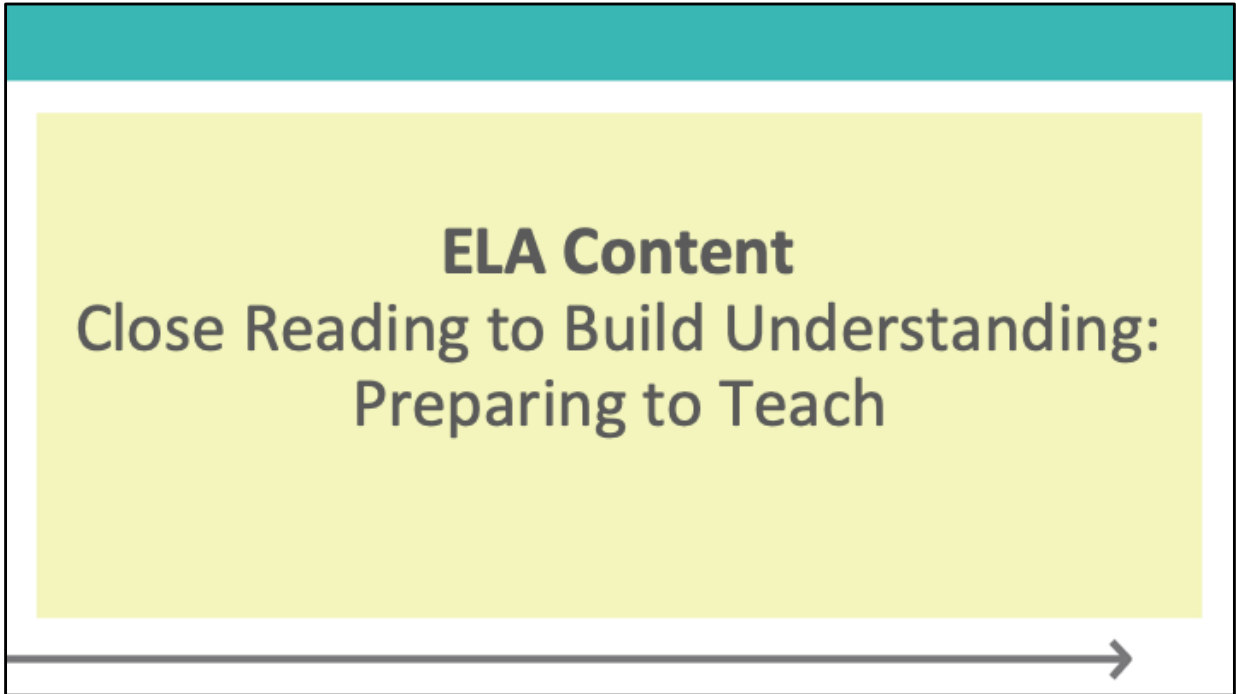 ELA Content
Close Reading to Build Understanding:
Preparing to Teach